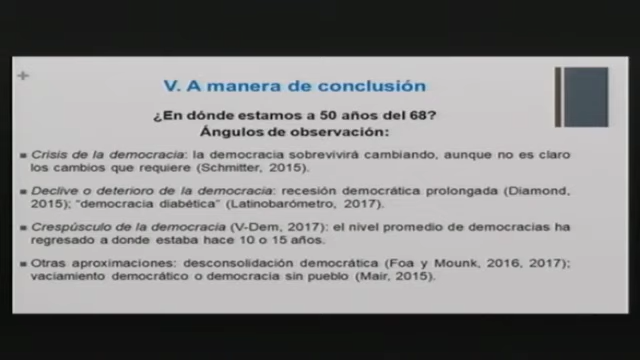 V. A manera de conclusión
¿En dónde estamos a 50 años del 68?
Ángulos de observación:
Crisis de la democracia: la democracia sobrevivirá cambiando, aunque no es claro
los cambios que requiere (Schmitter, 2015).
Declive o deterioro de la democracia: recesión democrática prolongada (Diamond,
2015); “democracia diabética” (Latinobarómetro, 2017).
Crespúsculo de la democracia (V-Dem, 2017): el nivel promedio de democracias ha
regresado a donde estaba hace 10 o 15 años.
Otras aproximaciones: desconsolidación democrática (Foa y Mounk, 2016, 2017);
vaciamiento democrático o democracia sin pueblo (Mair, 2015).